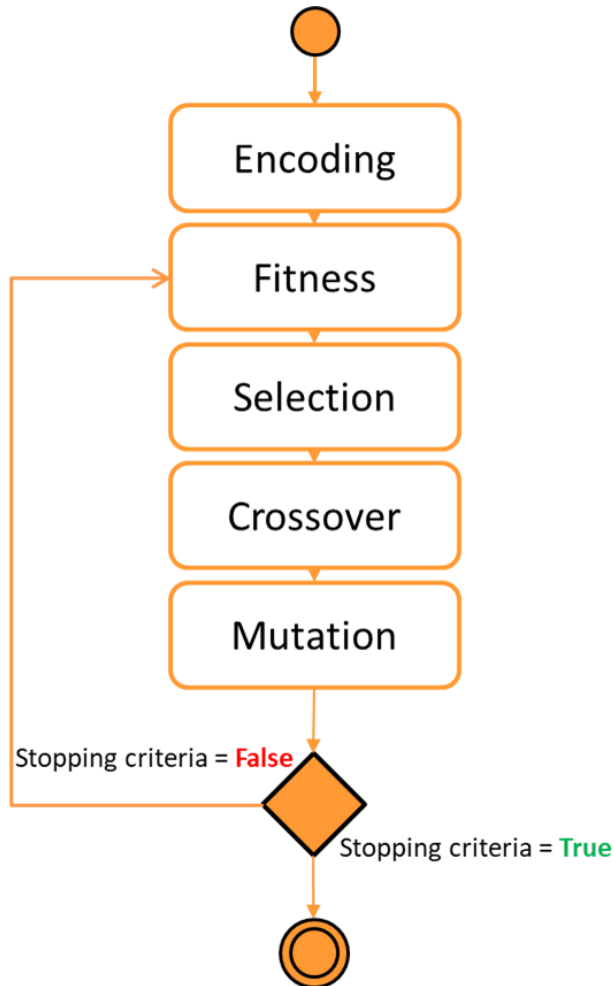 Encoding
Fitness
Selection
Crossover
Mutation
Stopping criteria = False
Stopping criteria = True